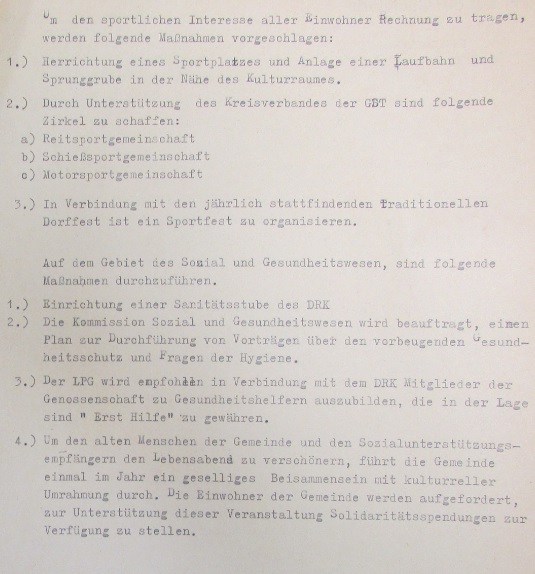 Um den sportlichen Interesse aller Einwohner Rechnung zu tragen,
werden folgende Maßnahmen vorgeschlagen:
1.) Herrichtung eines Sportplatzes und Anlage einer Laufbahn und
Sprunggrube in der Nähe des Kulturraumes.
2.) Durch Unterstützung des Kreisverbandes der GST sind folgende
Zirkel zu schaffen:
a) Reitsportgemeinschaft
b) Schießsportgemeinschaft
c) Motorsportgemeinschaft
3.) In Verbindung mit den jährlich stattfindenden traditionellen
Dorffest ist ein Sportfest zu organisieren.
Auf dem Gebiet des Sozial und Gesundheitswesen, sind folgende
Maßnahmen durchzuführen.
1.) Einrichtung einer Sanitätsstube des DRK
2.) Die Kommission Sozial und Gesundheitswesen wird beauftragt, einen
Plan zur Durchführung von Vorträgen über den vorbeugenden Gesund-
heitsschutz und Fragen der Hygiene.
3.) Der LPG wird empfohlen in Verbindung mit dem DRK Mitglieder der
Genossenschaft zu Gesundheitshelfern auszubilden, die in der Lage
sind " Erst Hilfe" zu gewähren.
4.) Um den alten Menschen der Gemeinde und den Sozialunterstützungs-
empfängern den Lebensabend zu verschönern, führt die Gemeinde
einmal im Jahr ein geselliges Beisammensein mit kultureller
Umrahmung durch. Die Einwohner der Gemeinde werden aufgefordert,
zur Unterstützung dieser Veranstaltung Solidaritätsspendungen zur
Verfügung zu stellen.